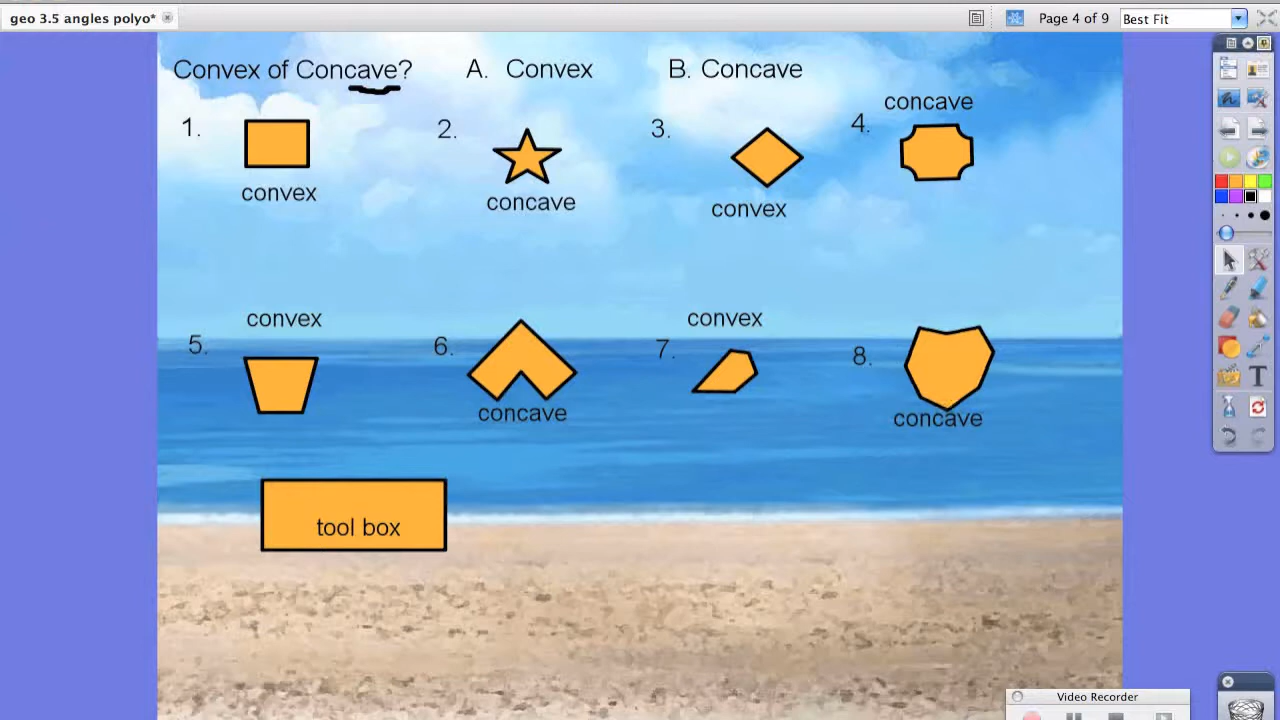 geo 3.5 angles polyo*
Page 4 of 9
Best Fit
Convex of Concave? A. Convex B. Concave
1.
convex
2.
concave
3.
convex
concave
4.
convex
5.
6.
concave
convex
7.
8.
concave
tool box
T
Video Recorder